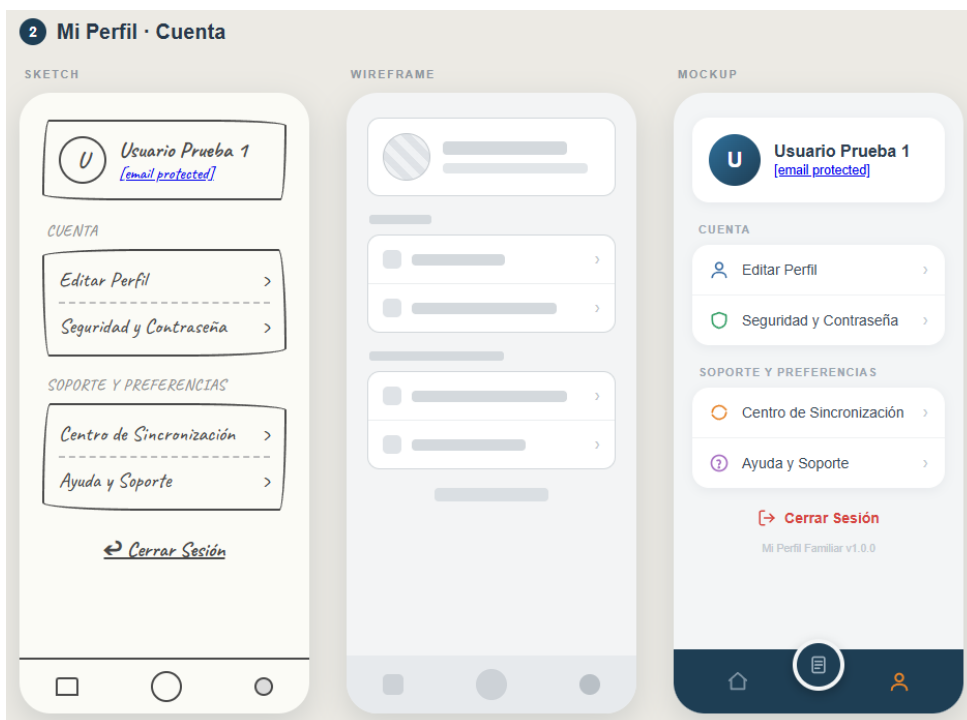 2 Mi Perfil · Cuenta
SKETCH
Usuario Prueba 1
[email protected]
U
CUENTA
Editar Perfil >
Seguridad y Contraseña >
SOPORTE Y PREFERENCIAS
Centro de Sincronización >
Ayuda y Soporte >
Cerrar Sesión
WIREFRAME
MOCKUP
U
Usuario Prueba 1
[email protected]
CUENTA
Editar Perfil >
Seguridad y Contraseña >
SOPORTE Y PREFERENCIAS
Centro de Sincronización >
? Ayuda y Soporte >
Cerrar Sesión
Mi Perfil Familiar v1.0.0